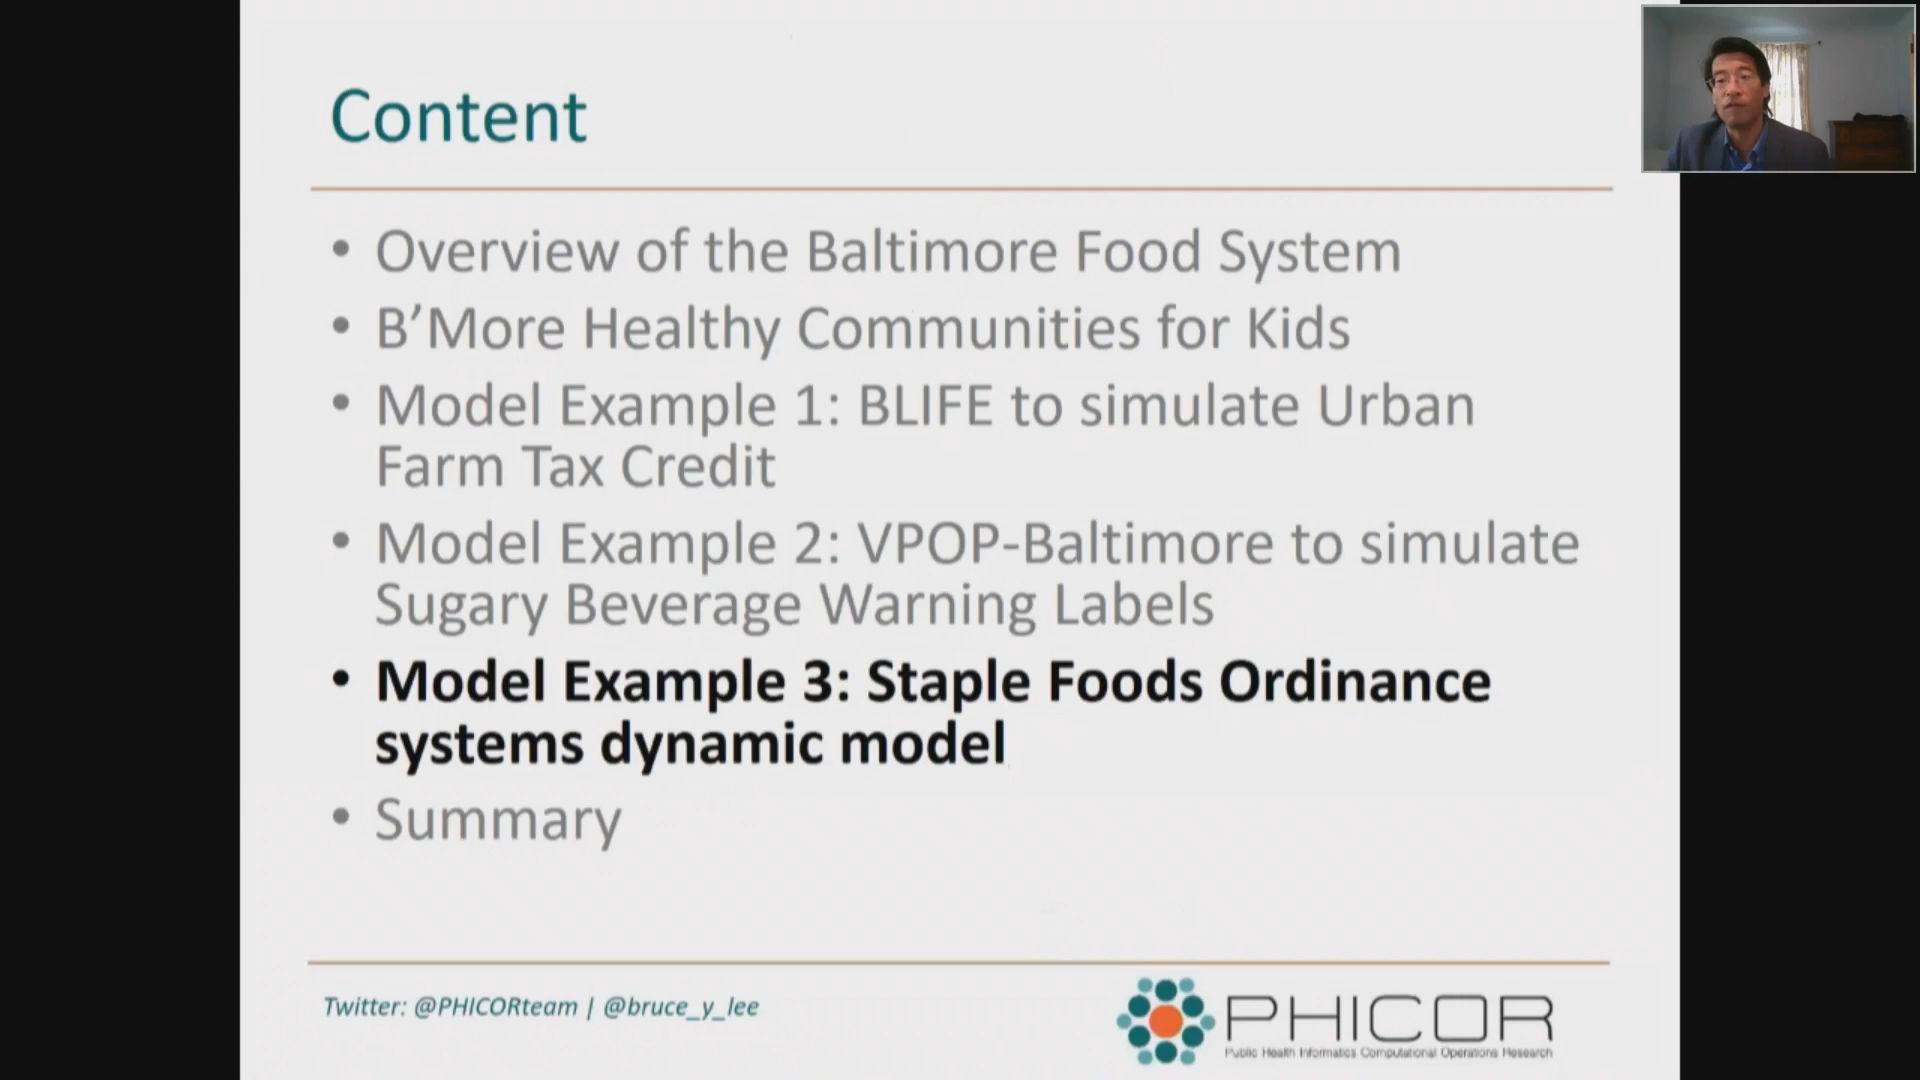 Content
• Overview of the Baltimore Food System
• B’More Healthy Communities for Kids
• Model Example 1: BLIFE to simulate Urban
Farm Tax Credit
• Model Example 2: VPOP-Baltimore to simulate
Sugary Beverage Warning Labels
• Model Example 3: Staple Foods Ordinance
systems dynamic model
• Summary
Twitter: @PHICORteam | @bruce_y_lee
PHICOR
Public Health Informatics Computational Operations Research